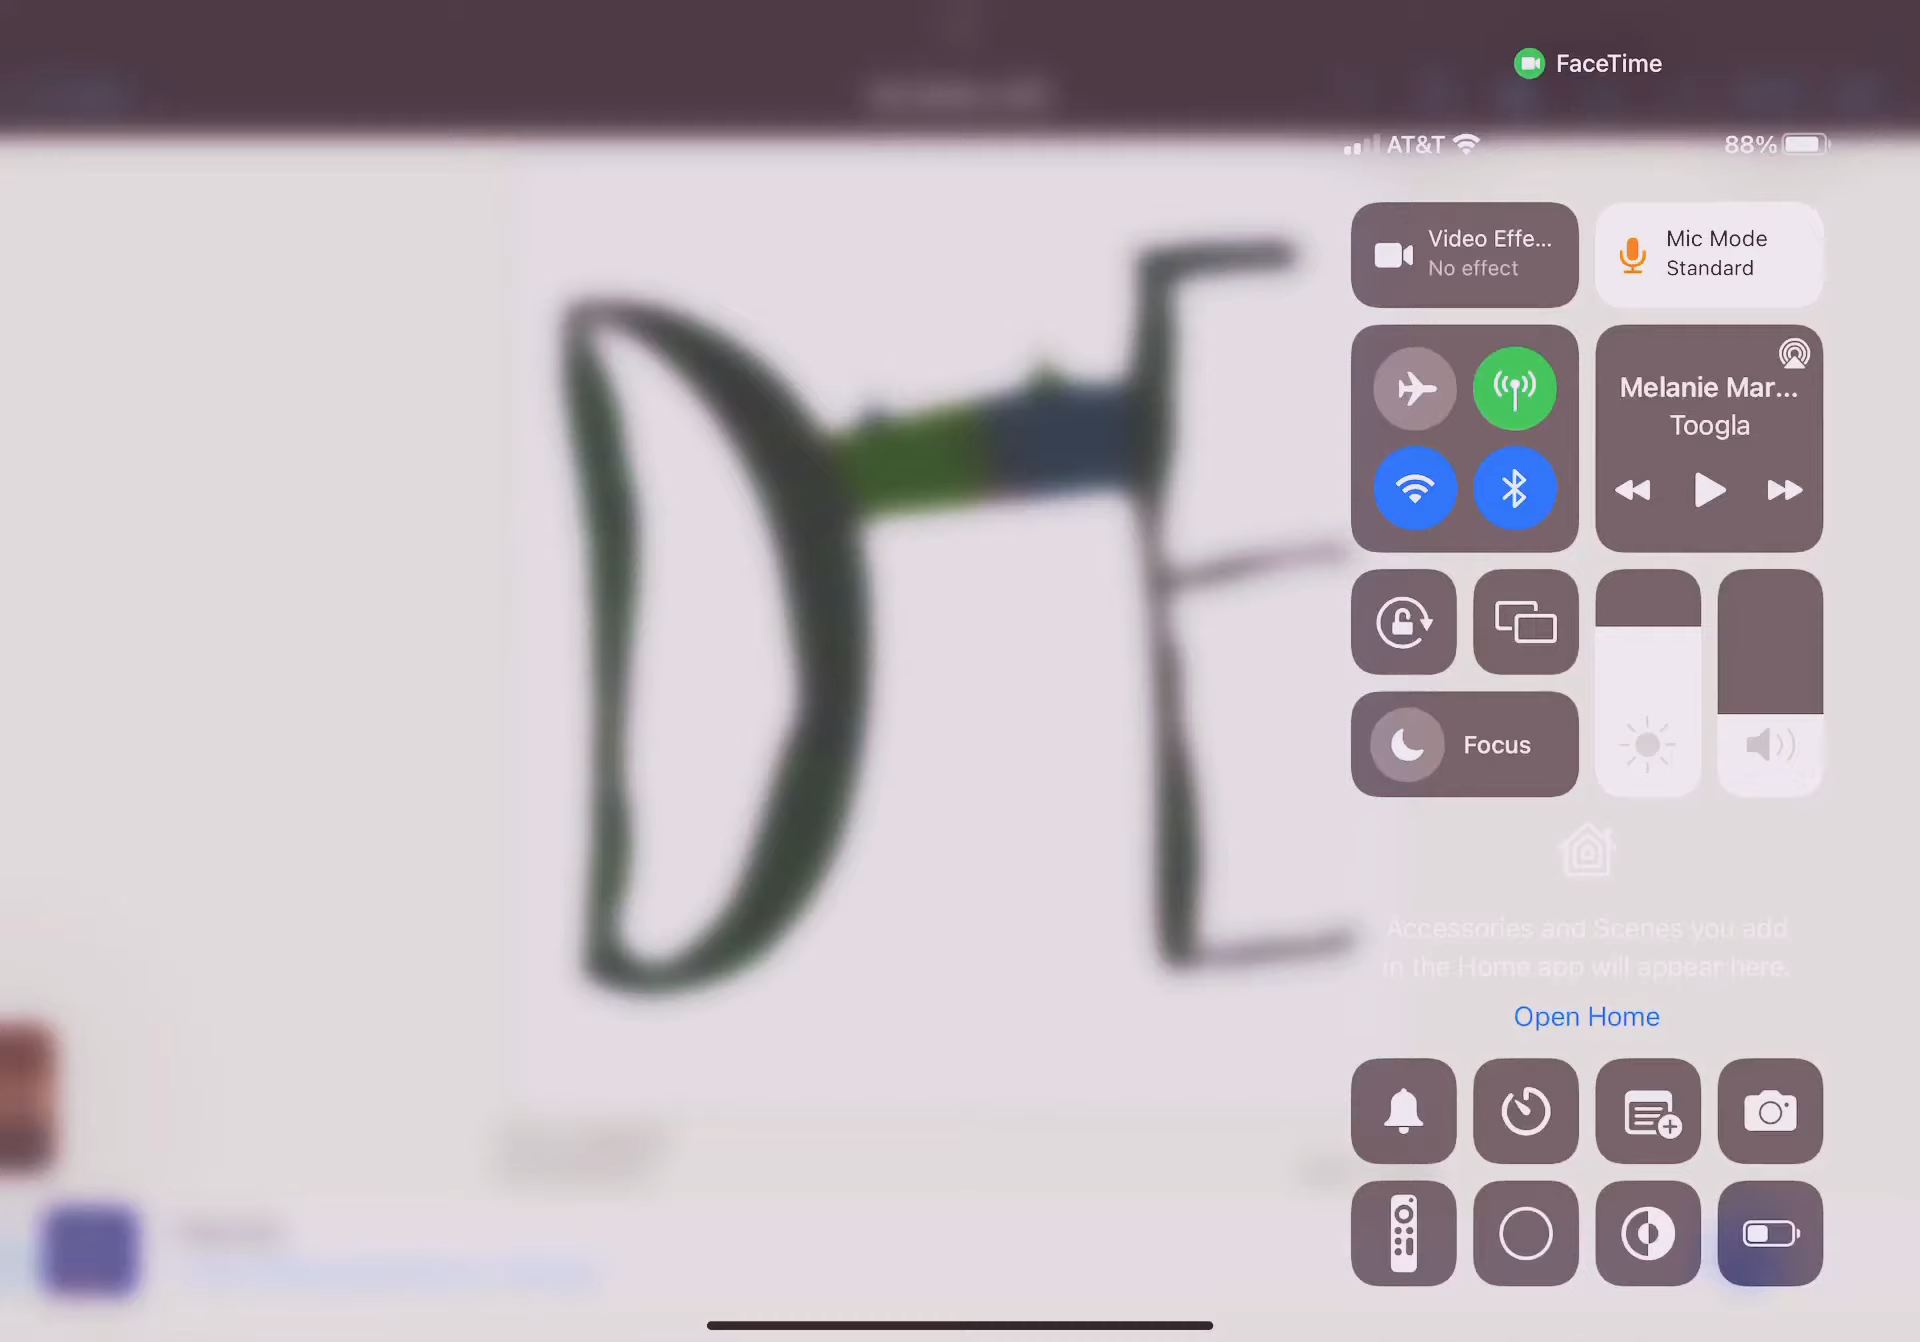 FaceTime
AT&T
88%
Video Effe...
No effect
Mic Mode
Standard
Melanie Mar...
Toogla
Focus
Accessories and Scenes you add
in the Home app will appear here.
Open Home
D E